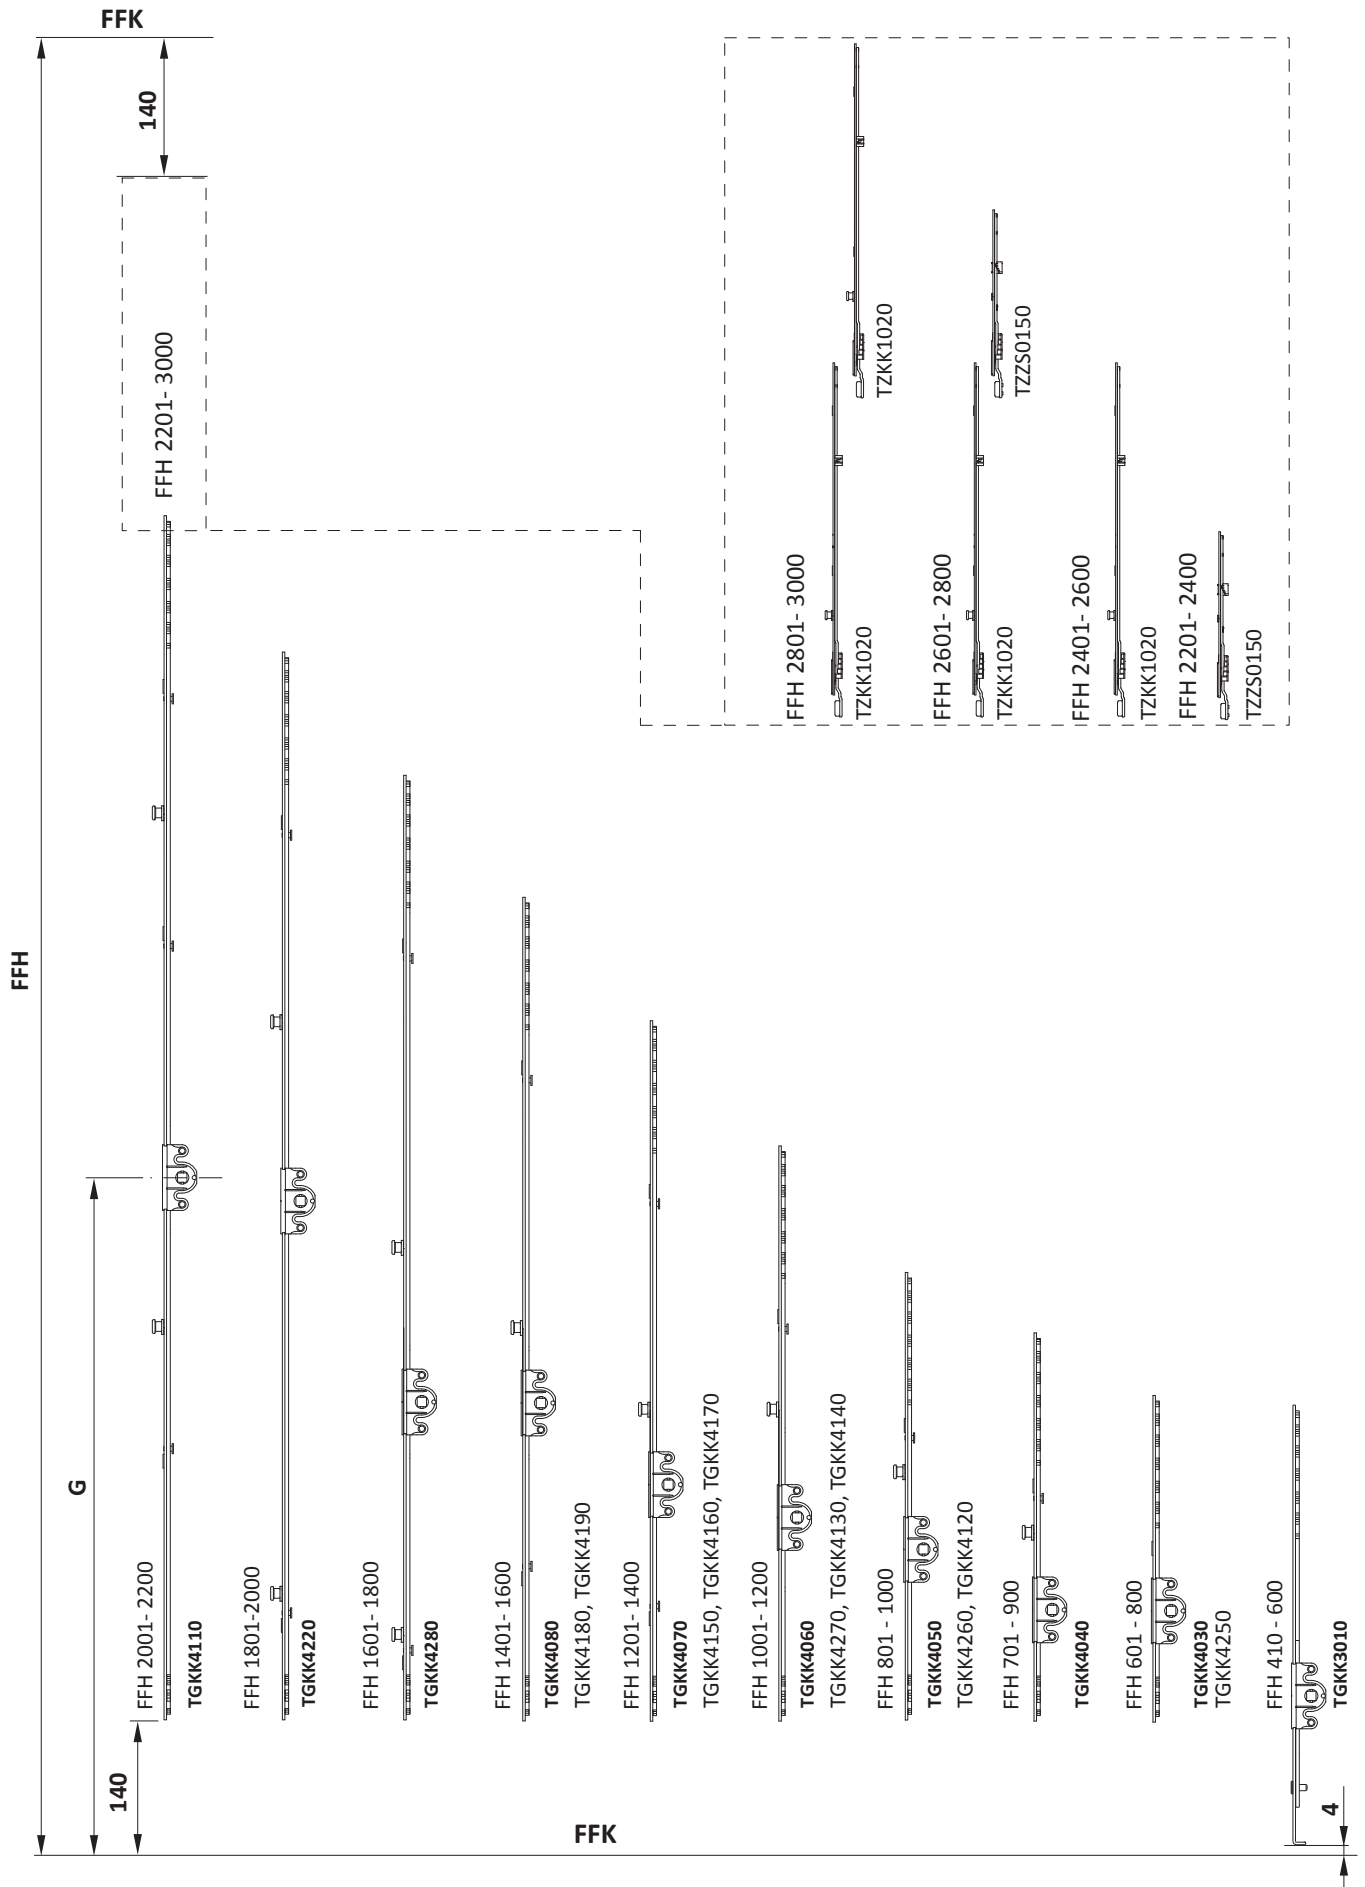 FFK
140
FFH 2201- 3000
TZKK1020
TZZS0150
FFH 2801- 3000
TZKK1020
FFH 2601- 2800
TZKK1020
FFH 2401- 2600
TZKK1020
FFH 2201- 2400
TZZS0150
FFH
G
FFH 2001- 2200
TGKK4110
FFH 1801-2000
TGKK4220
FFH 1601- 1800
TGKK4280
FFH 1401- 1600
TGKK4080
TGKK4180, TGKK4190
FFH 1201- 1400
TGKK4070
TGKK4150, TGKK4160, TGKK4170
FFH 1001- 1200
TGKK4060
TGKK4270, TGKK4130, TGKK4140
FFH 801 - 1000
TGKK4050
TGKK4260, TGKK4120
FFH 701 - 900
TGKK4040
FFH 601 - 800
TGKK4030
TGKK4250
FFH 410 - 600
TGKK3010
140
FFK
4